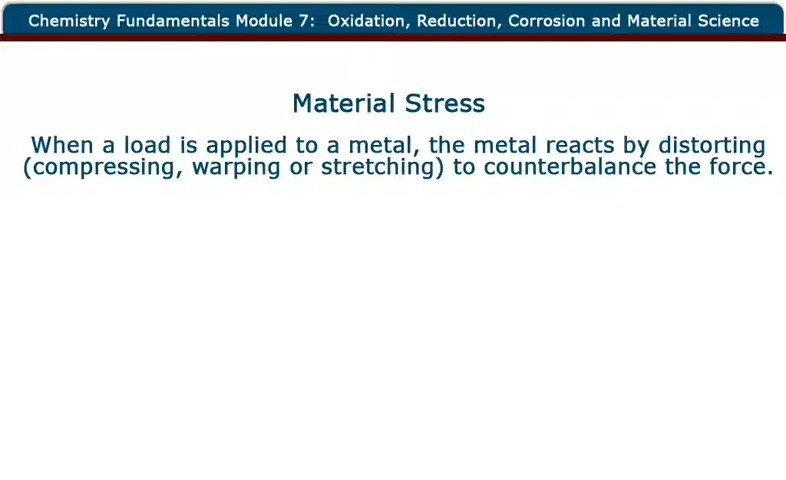 Chemistry Fundamentals Module 7: Oxidation, Reduction, Corrosion and Material Science
Material Stress
When a load is applied to a metal, the metal reacts by distorting
(compressing, warping or stretching) to counterbalance the force.